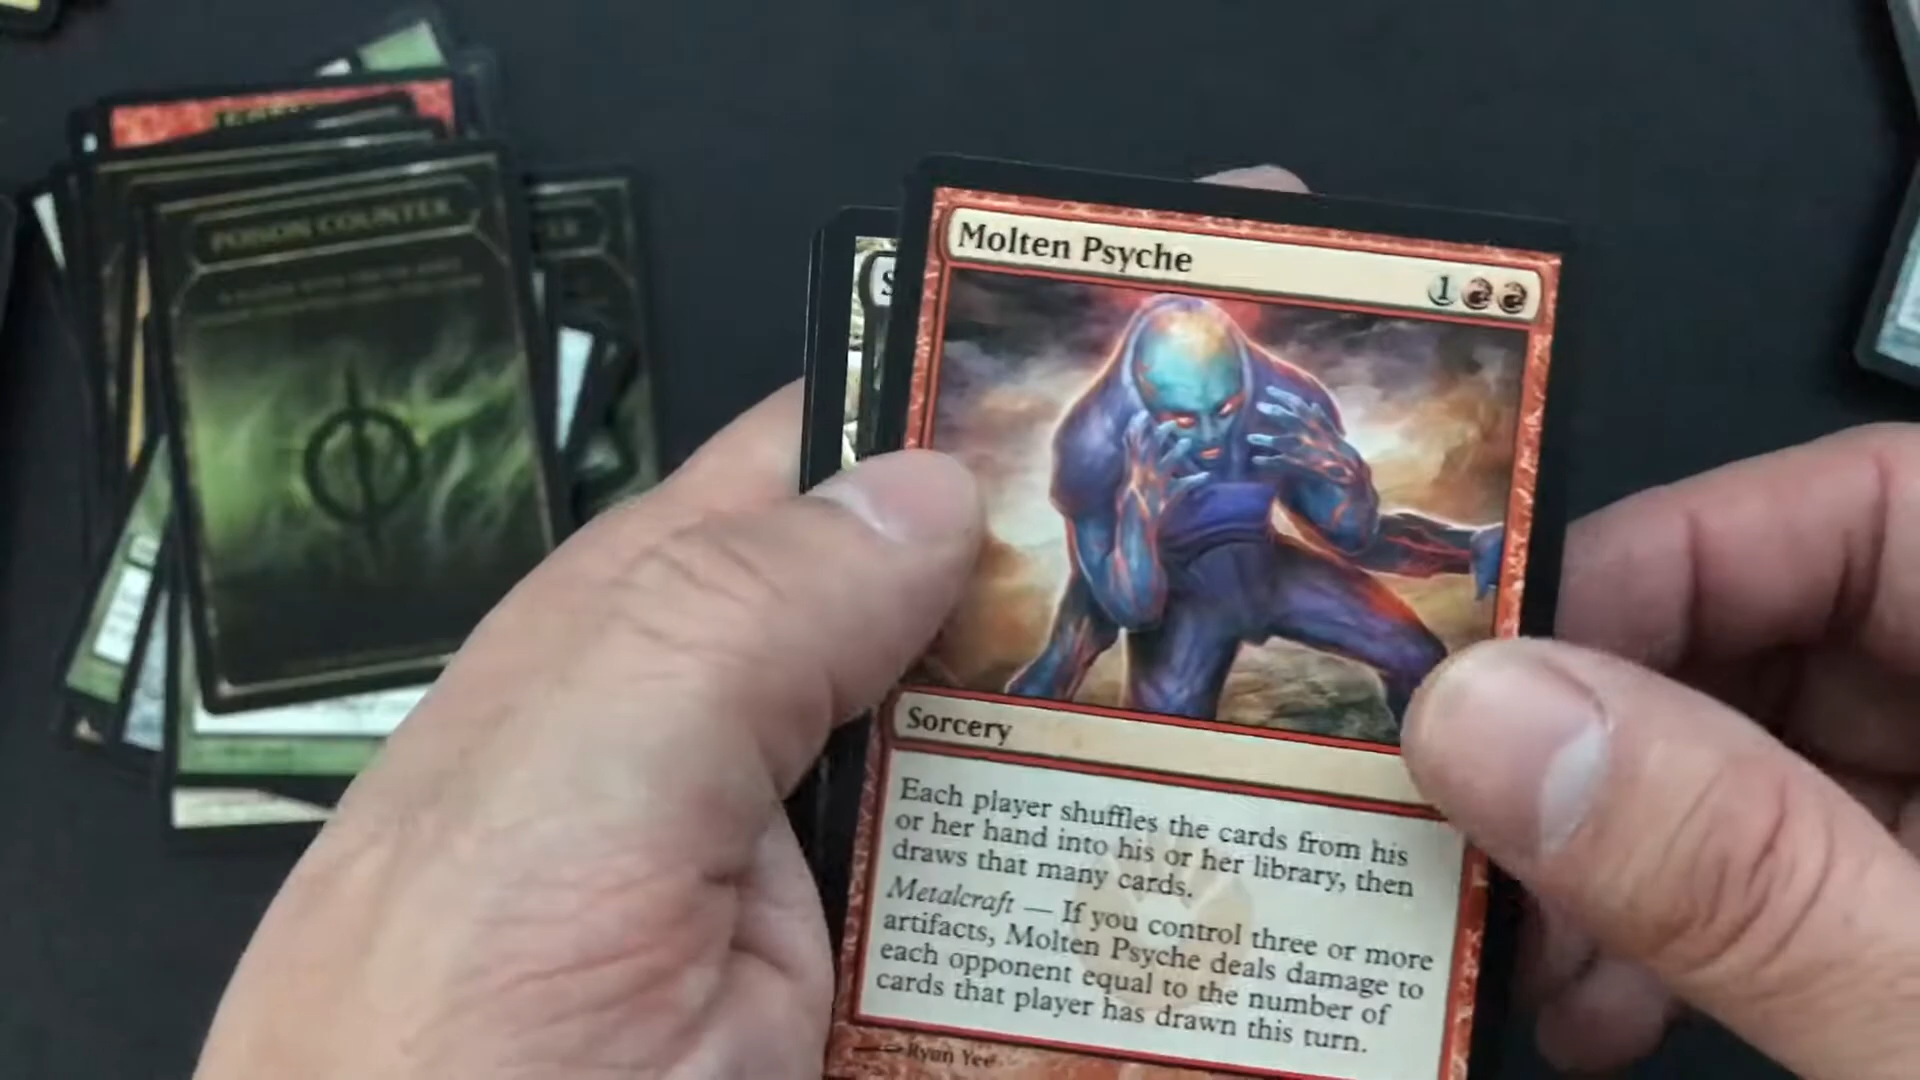 POISON COUNTER
Molten Psyche
1
S
Sorcery
Each player shuffles the cards from his
or her hand into his or her library, then
draws that many cards.
Metalcraft — If you control three or more
artifacts, Molten Psyche deals damage to
each opponent equal to the number of
cards that player has drawn this turn.
Ryan Yee